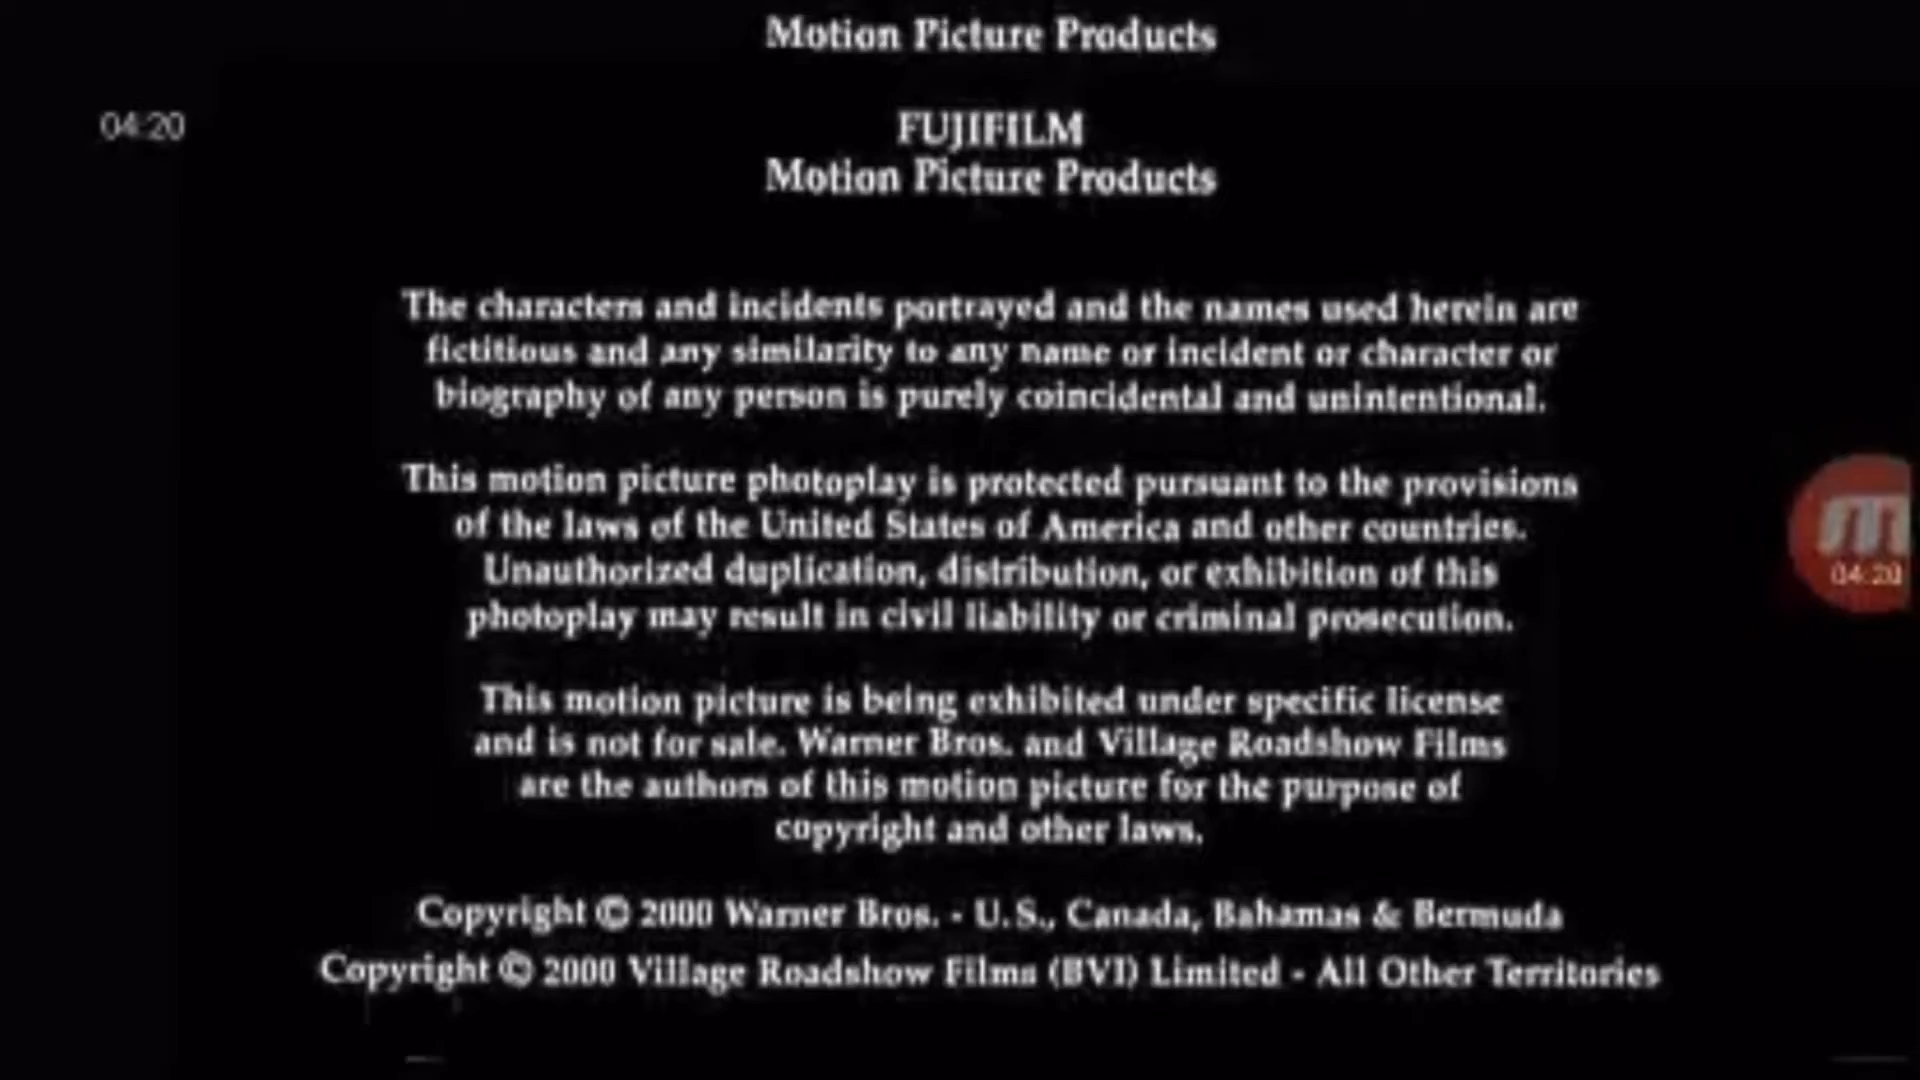 Motion Picture Products
04:20
FUJIFILM
Motion Picture Products
The characters and incidents portrayed and the names used herein are
fictitious and any similarity to any name or incident or character or
biography of any person is purely coincidental and unintentional.
This motion picture photoplay is protected pursuant to the provisions
of the laws of the United States of America and other countries.
Unauthorized duplication, distribution, or exhibition of this
photoplay may result in civil liability or criminal prosecution.
m
04:20
This motion picture is being exhibited under specific license
and is not for sale. Warner Bros. and Village Roadshow Films
are the authors of this motion picture for the purpose of
copyright and other laws.
Copyright © 2000 Warner Bros. - U.S., Canada, Bahamas & Bermuda
Copyright © 2000 Village Roadshow Films (BVI) Limited - All Other Territories